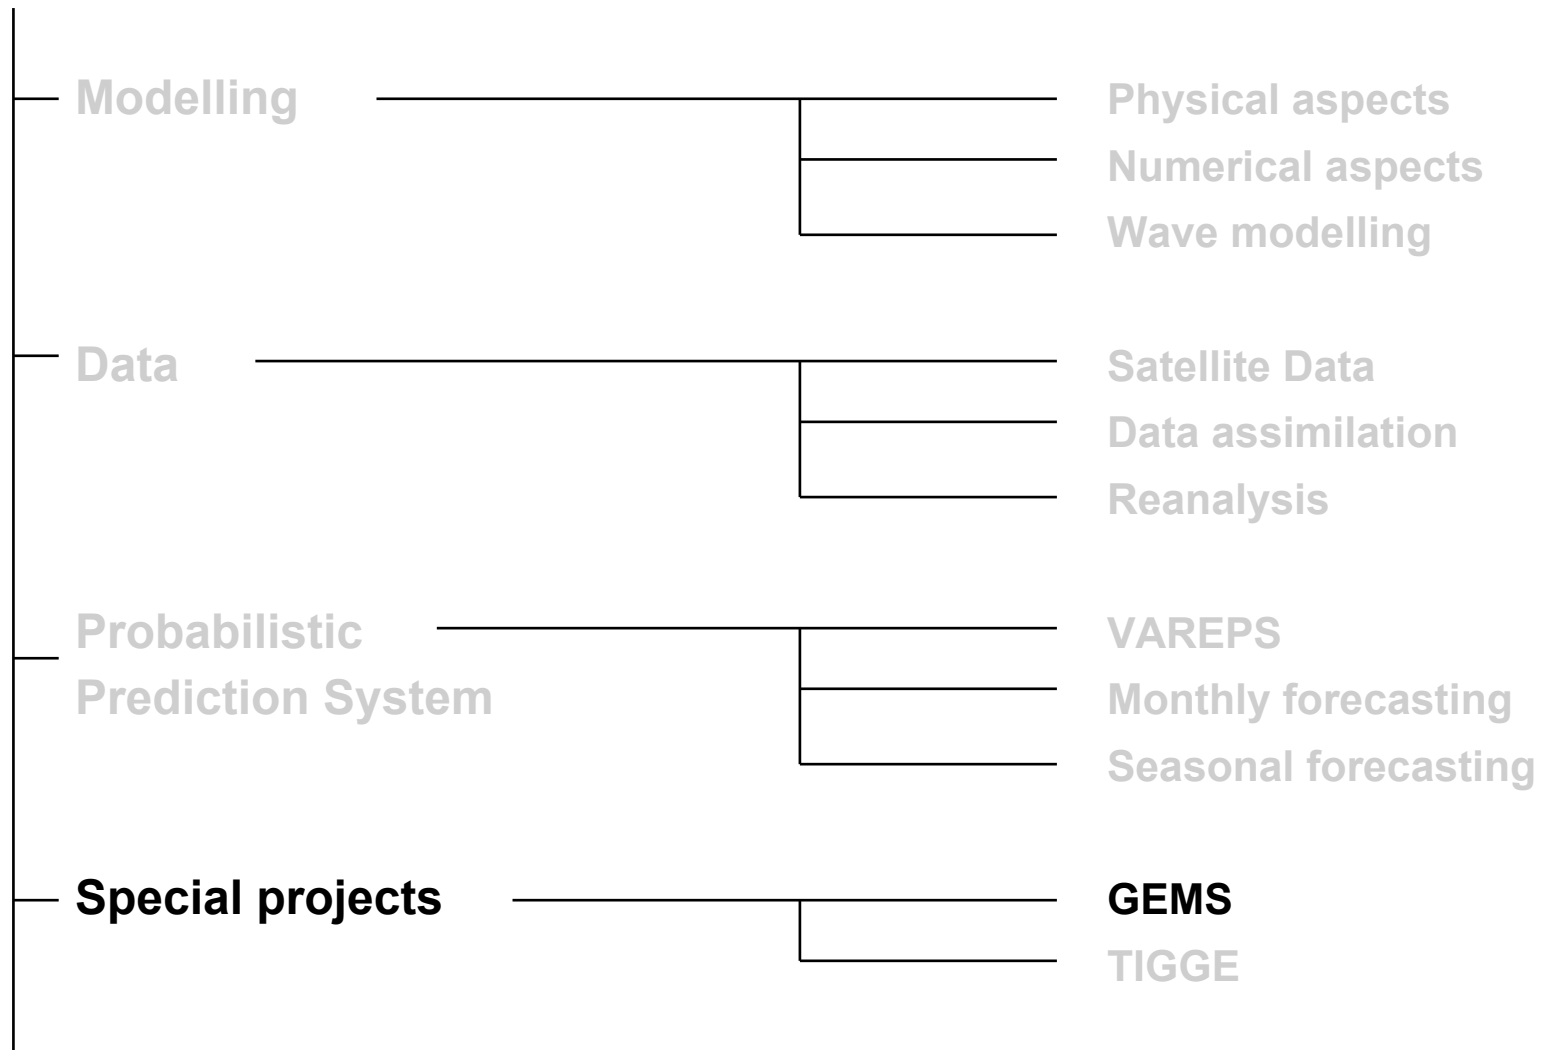 Modelling
Physical aspects
Numerical aspects
Wave modelling
Data
Satellite Data
Data assimilation
Reanalysis
Probabilistic
Prediction System
VAREPS
Monthly forecasting
Seasonal forecasting
Special projects
GEMS
TIGGE